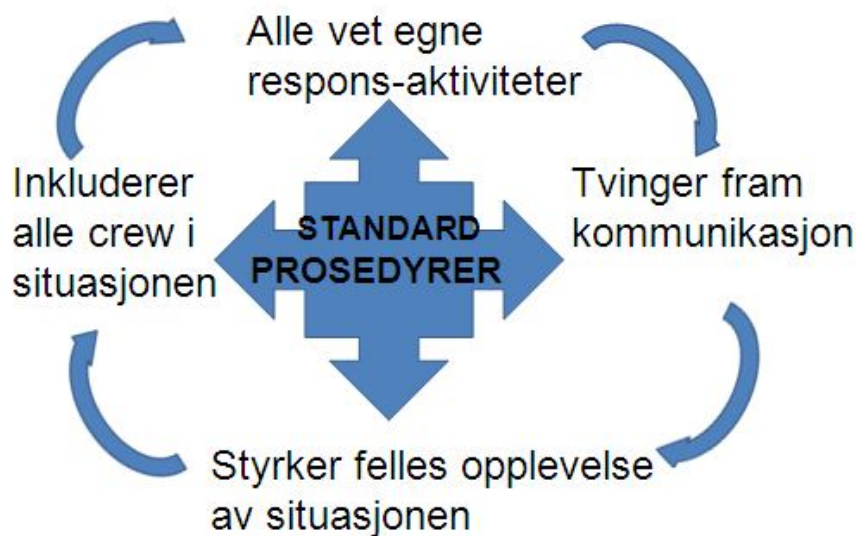 Alle vet egne
respons-aktiviteter
Inkluderer
alle crew i
situasjonen
STANDARD
PROSEDYRER
Tvinger fram
kommunikasjon
Styrker felles opplevelse
av situasjonen